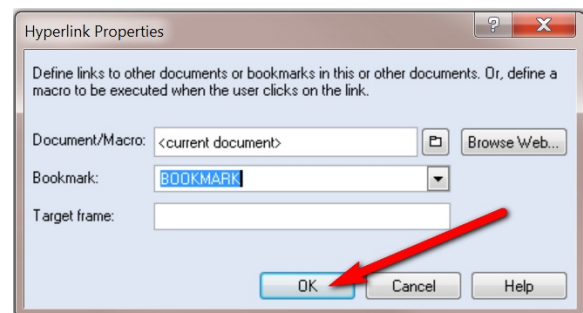 Hyperlink Properties
Define links to other documents or bookmarks in this or other documents. Or, define a
macro to be executed when the user clicks on the link.
Document/Macro: <current document> Browse Web...
Bookmark: BOOKMARK
Target frame:
OK Cancel Help